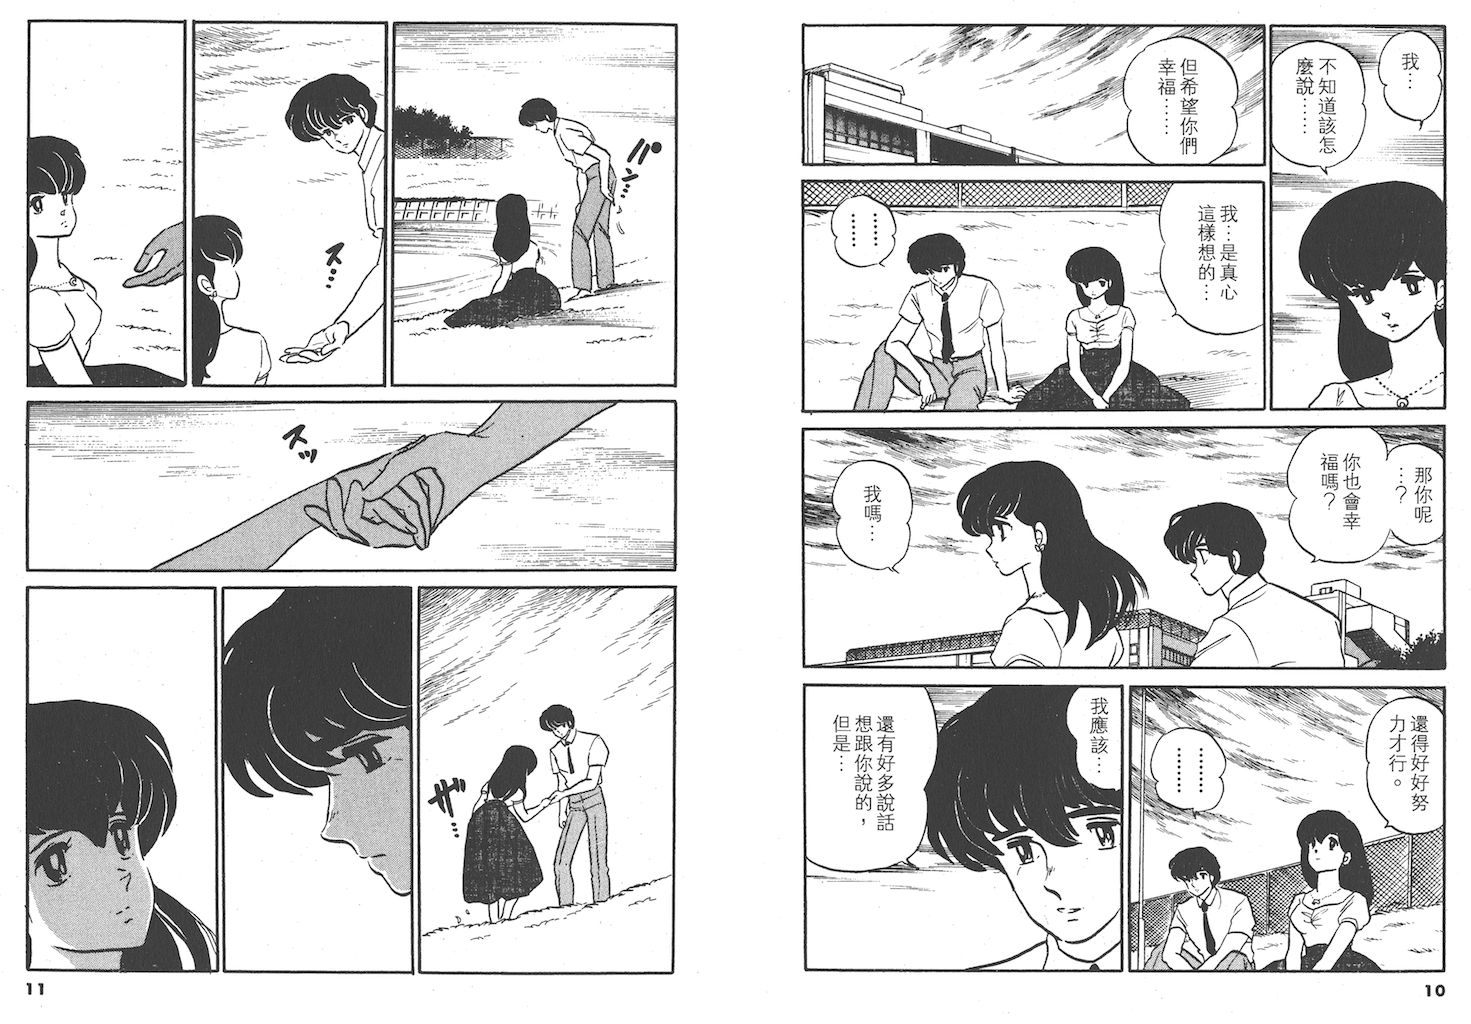 我…
不知道該怎
麼說……
但希望你們
幸福……
我…是真心
這樣想的…
………
………
那你呢
…？
你也會幸
福嗎？
我嗎…
還得好好努
力才行。
………
………
我應該…
還有好多說話
想跟你說的，
但是…
10
パンパン…
ス…
スッ
ザ…
11